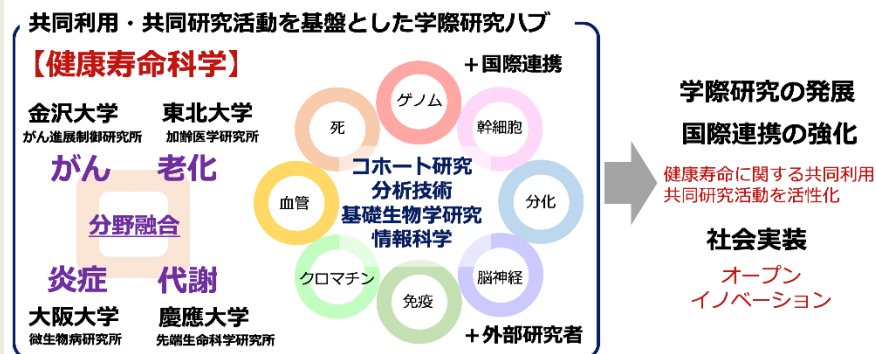 共同利用・共同研究活動を基盤とした学際研究ハブ
【健康寿命科学】
金沢大学
がん進展制御研究所
東北大学
加齢医学研究所
がん
老化
分野融合
炎症
代謝
大阪大学
微生物病研究所
慶應大学
先端生命科学研究所
＋国際連携
ゲノム
幹細胞
分化
脳神経
免疫
クロマチン
血管
死
コホート研究
分析技術
基礎生物学研究
情報科学
＋外部研究者
学際研究の発展
国際連携の強化
健康寿命に関する共同利用
共同研究活動を活性化
社会実装
オープン
イノベーション